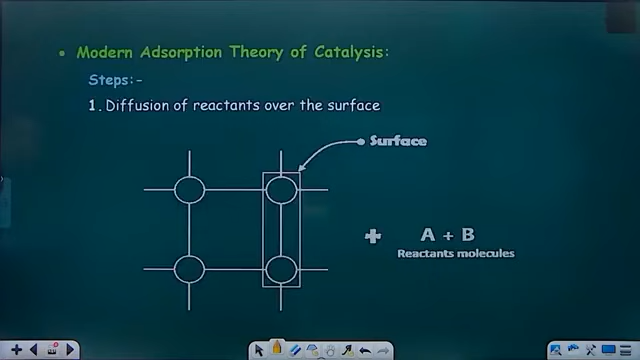 • Modern Adsorption Theory of Catalysis:
Steps:-
1. Diffusion of reactants over the surface
Surface
+ A + B
Reactants molecules